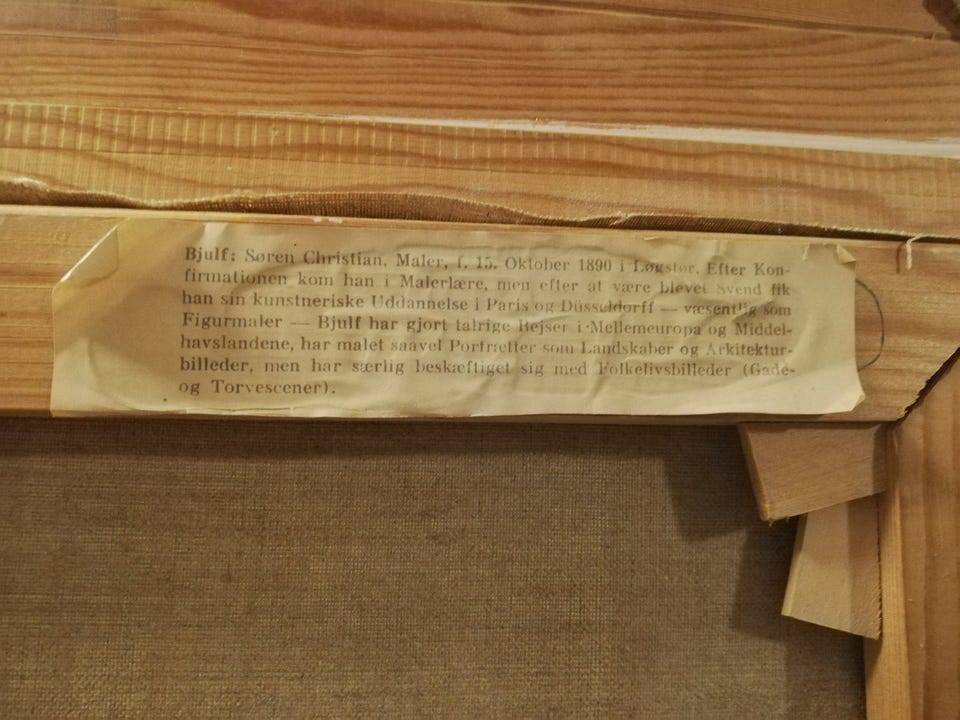 Bjulf: Søren Christian, Maler, f. 15. Oktober 1890 i Løgstør. Efter Kon-
firmationen kom han i Malerlære, men efter at være blevet Svend fik
han sin kunstneriske Uddannelse i Paris og Düsseldorff — væsentlig som
Figurmaler — Bjulf har gjort talrige Rejser i Mellemeuropa og Middel-
havslandene, har malet saavel Portrætter som Landskaber og Arkitektur-
billeder, men har særlig beskæftiget sig med Folkelivsbilleder (Gade-
og Torvescener).